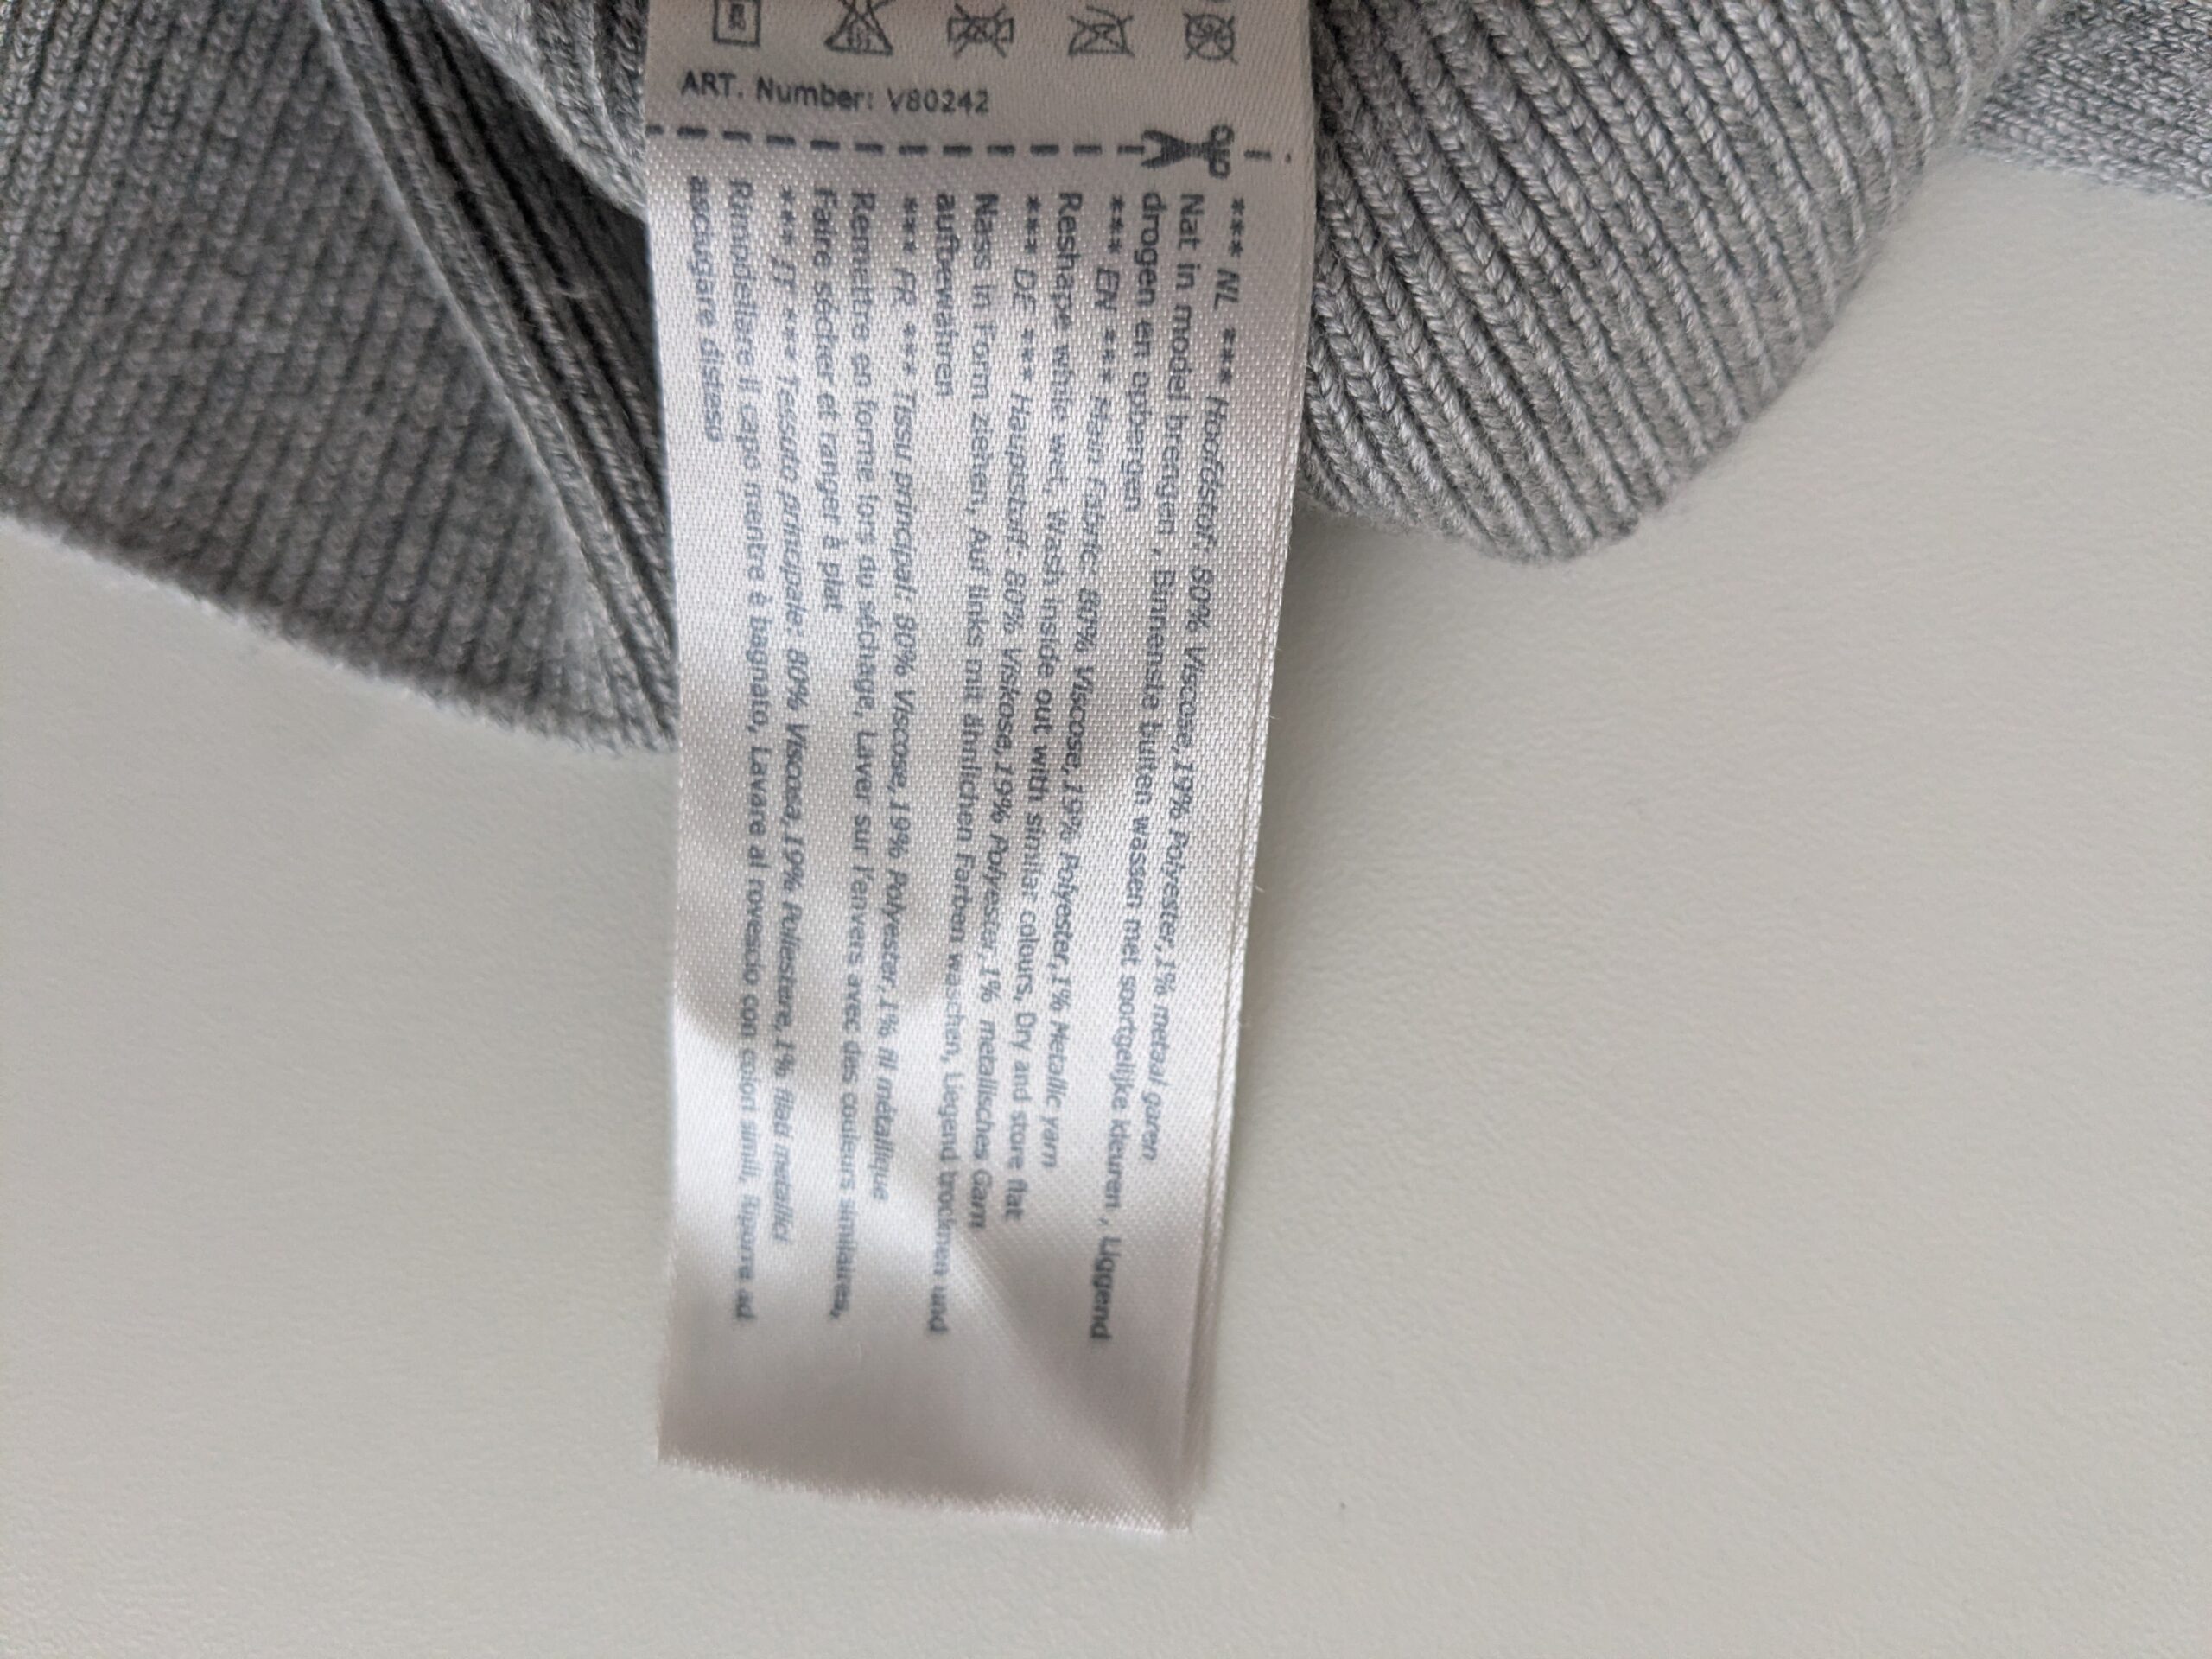 ART. Number: V80242
*** NL *** Hoofdstof: 80% Viscose,19% Polyester,1% metaal garen
Nat in model brengen , Binnenste buiten wassen met soortgelijke kleuren , Liggend
drogen en opbergen
*** EN *** Main Fabric: 80% Viscose,19% Polyester,1% Metallic yarn
Reshape while wet, Wash inside out with similar colours, Dry and store flat
*** DE *** Hauptestoff: 80% Viskose,19% Polyester,1% metallisches Garn
Nass in Form ziehen, Auf links mit ähnlichen Farben waschen, Liegend trocknen und
aufbewahren
*** FR *** Tissu principal: 80% Viscose,19% Polyester,1% fil métallique
Remettre en forme lors du séchage, Laver sur l'envers avec des couleurs similaires,
Faire sécher et ranger à plat
*** IT *** Tessuto principale: 80% Viscosa,19% Poliestere,1% filati metallici
Rimodellare il capo mentre è bagnato, Lavare al rovescio con colori simili, Riporre ed
asciugare disteso